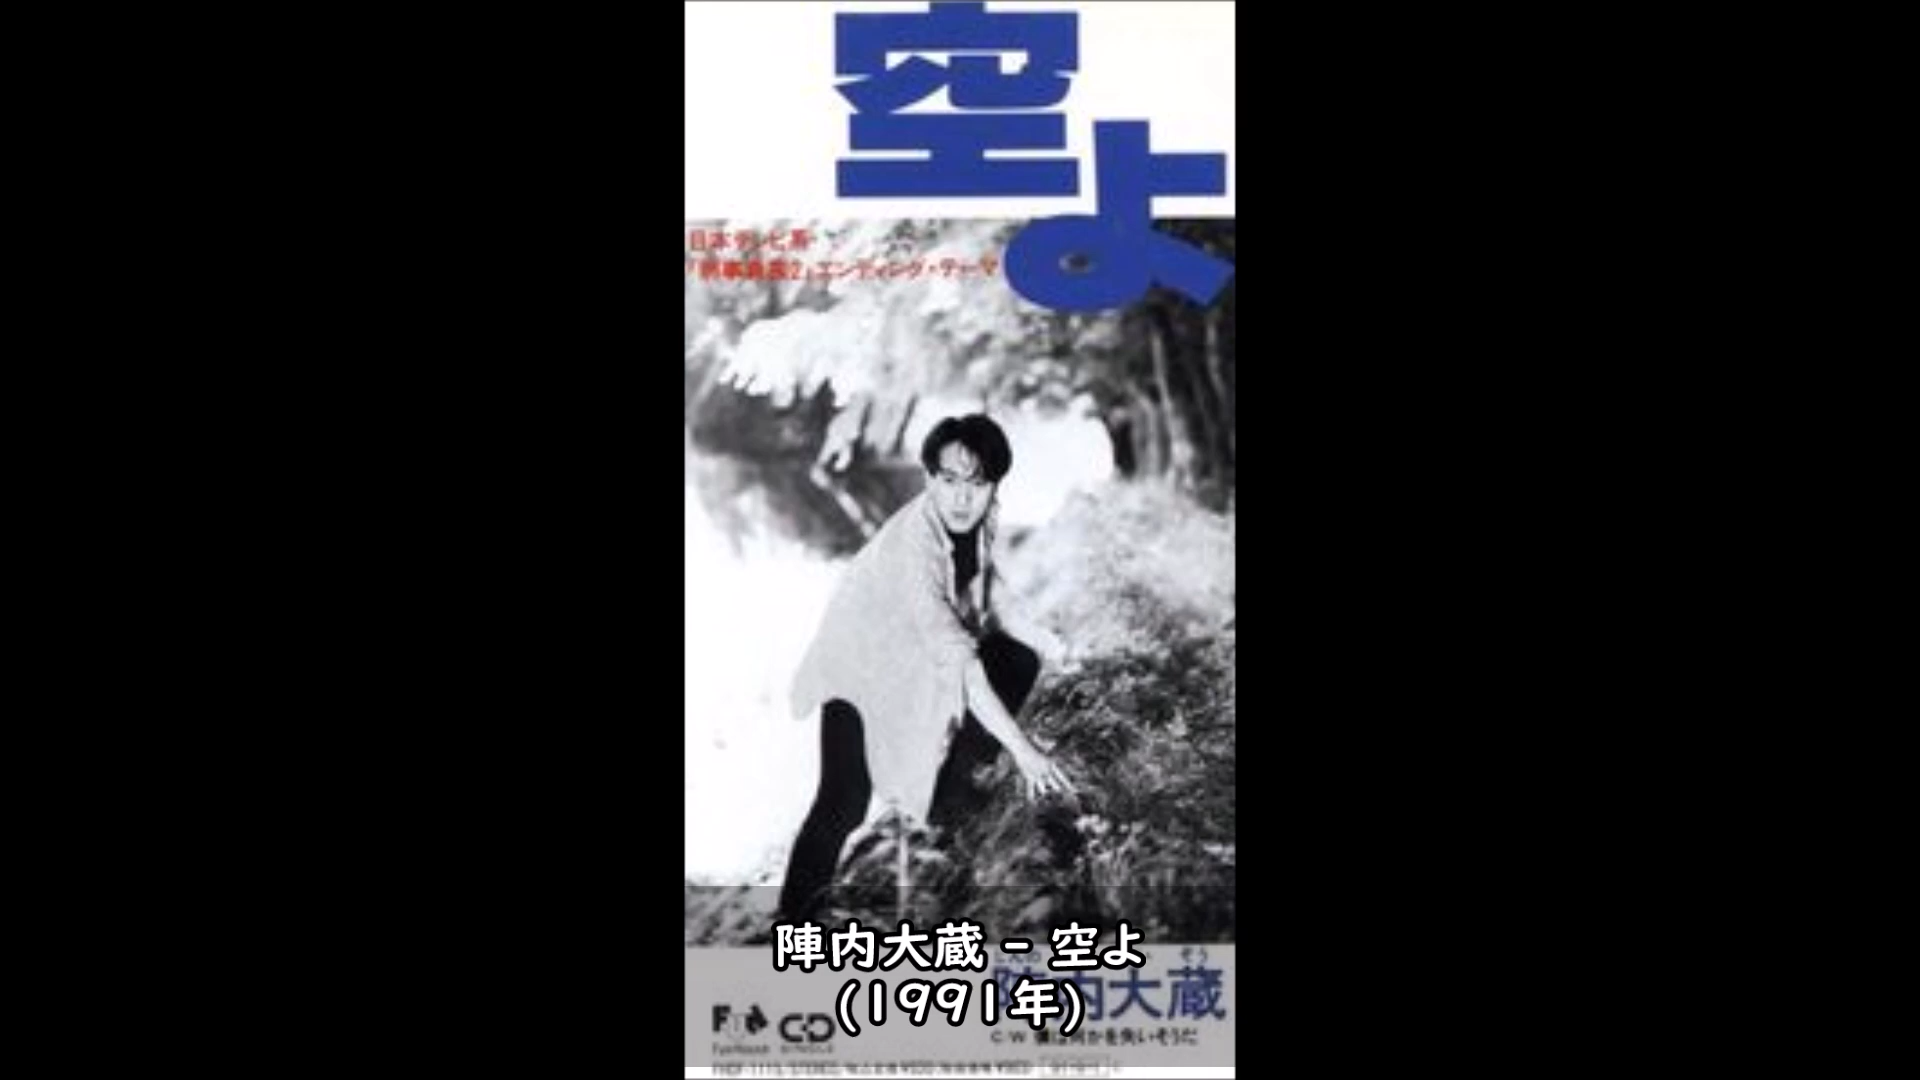 空よ
日本テレビ系
「刑事貴族2」エンディング・テーマ
陣内大蔵 - 空よ
(1991年)
陣内大蔵
C/W 僕は何かを失いそうだ
CD